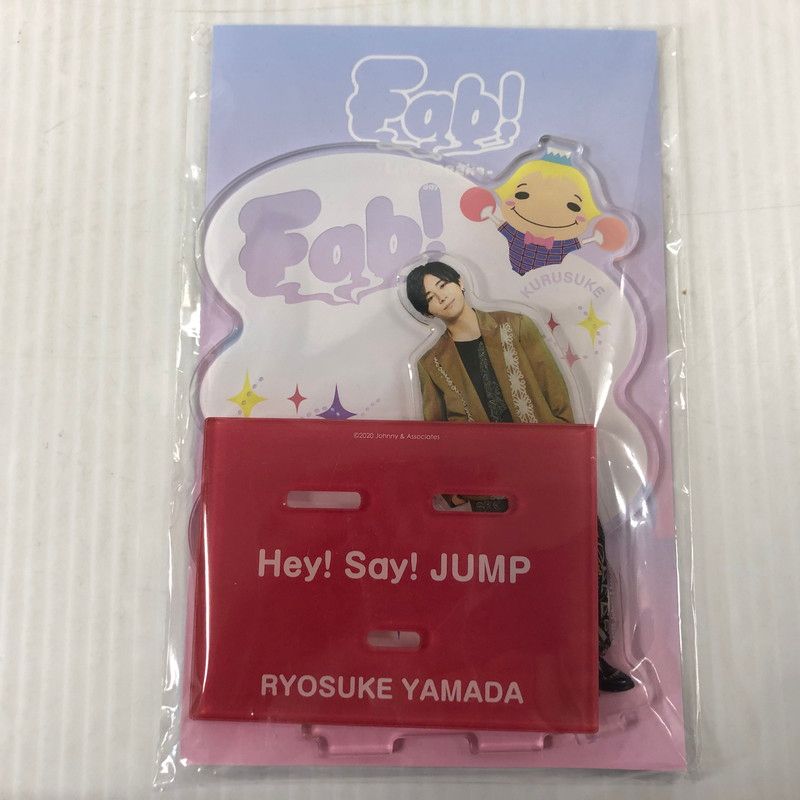 Fab!
Fab!
KURUSUKE
©2020 Johnny & Associates
Hey! Say! JUMP
RYOSUKE YAMADA